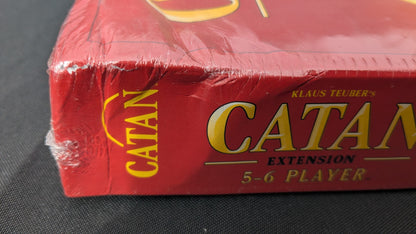 CATAN
KLAUS TEUBER'S
CATAN
EXTENSION
5-6 PLAYER